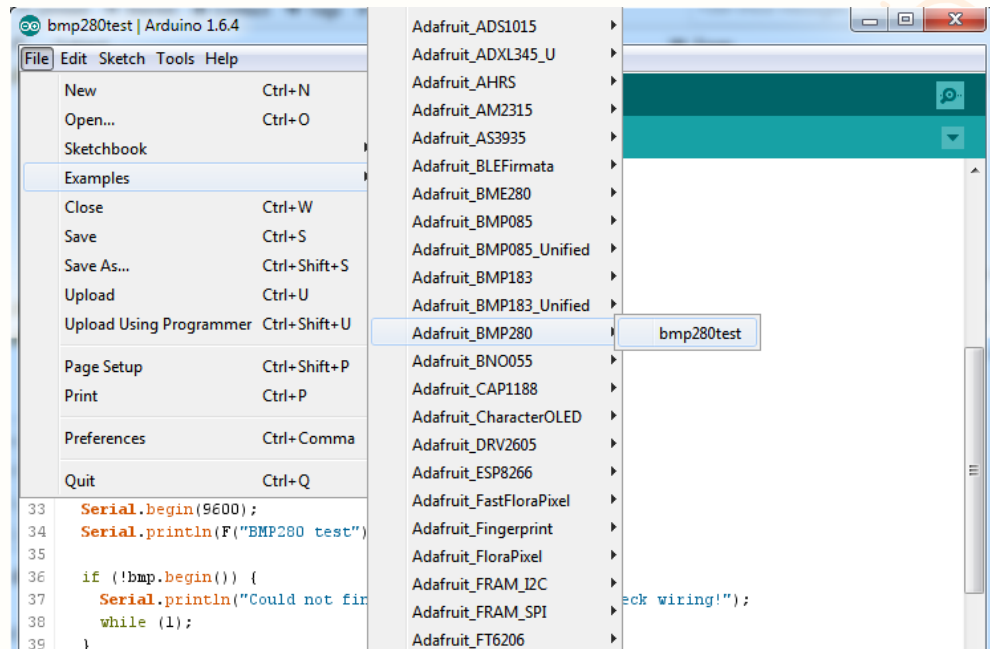 bmp280test | Arduino 1.6.4
File Edit Sketch Tools Help
New Ctrl+N
Open... Ctrl+O
Sketchbook
Examples
Close Ctrl+W
Save Ctrl+S
Save As... Ctrl+Shift+S
Upload Ctrl+U
Upload Using Programmer Ctrl+Shift+U
Page Setup Ctrl+Shift+P
Print Ctrl+P
Preferences Ctrl+Comma
Quit Ctrl+Q
Adafruit_ADS1015
Adafruit_ADXL345_U
Adafruit_AHRS
Adafruit_AM2315
Adafruit_AS3935
Adafruit_BLEFirmata
Adafruit_BME280
Adafruit_BMP085
Adafruit_BMP085_Unified
Adafruit_BMP183
Adafruit_BMP183_Unified
Adafruit_BMP280
Adafruit_BNO055
Adafruit_CAP1188
Adafruit_CharacterOLED
Adafruit_DRV2605
Adafruit_ESP8266
Adafruit_FastFloraPixel
Adafruit_Fingerprint
Adafruit_FloraPixel
Adafruit_FRAM_I2C
Adafruit_FRAM_SPI
Adafruit_FT6206
bmp280test
33 Serial.begin(9600);
34 Serial.println(F("BMP280 test")
35
36 if (!bmp.begin()) {
37 Serial.println("Could not fin eck wiring!");
38 while (1);
39 }